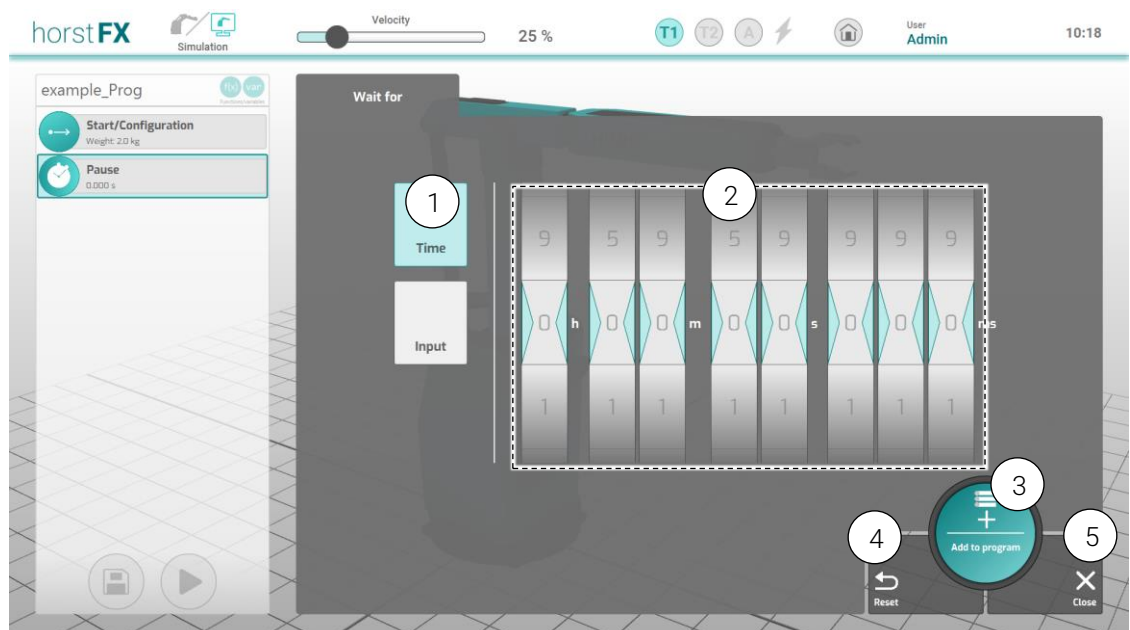 horstFX
Simulation
Velocity
25 %
T1
T2
A
User
Admin
10:18
example_Prog
f(x)
var
Functions/variables
Start/Configuration
Weight: 2.0 kg
Pause
0.000 s
Wait for
1
Time
Input
2
9 5 9 5 9 9 9 9
0 h 0 0 m 0 0 s 0 0 0 ms
1 1 1 1 1 1 1 1
3
Add to program
4
Reset
5
Close